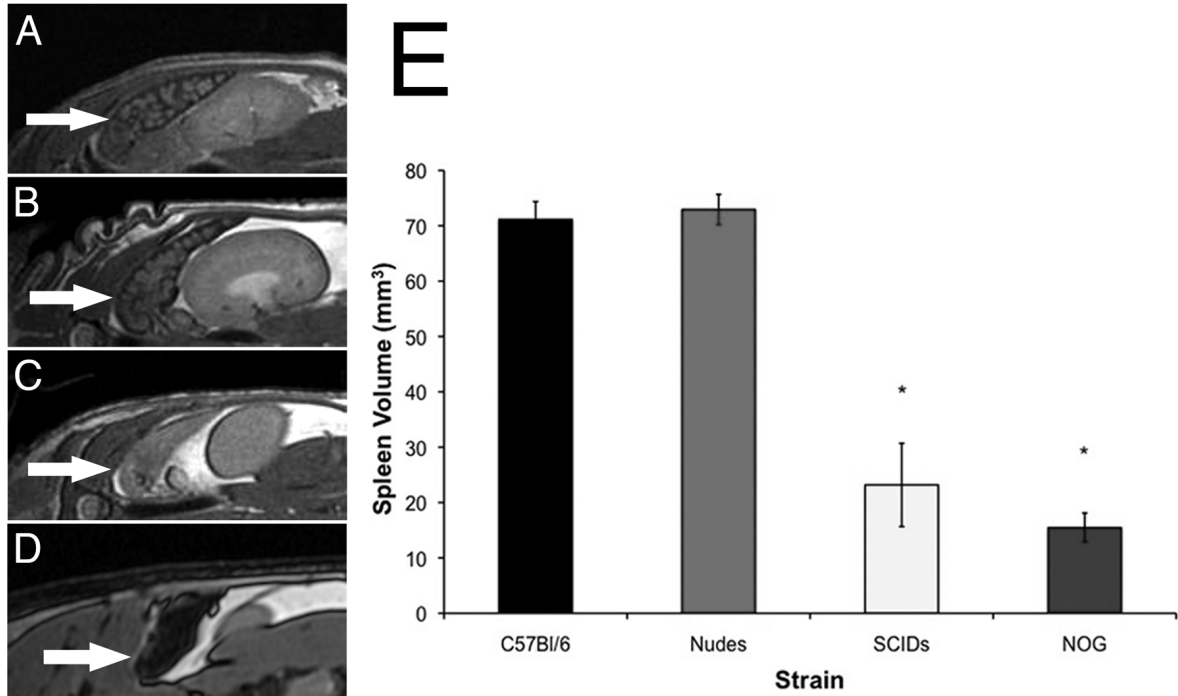 A
B
C
D
E
Spleen Volume (mm³)
80
70
60
50
40
30
20
10
0
*
*
C57Bl/6
Nudes
SCIDs
NOG
Strain